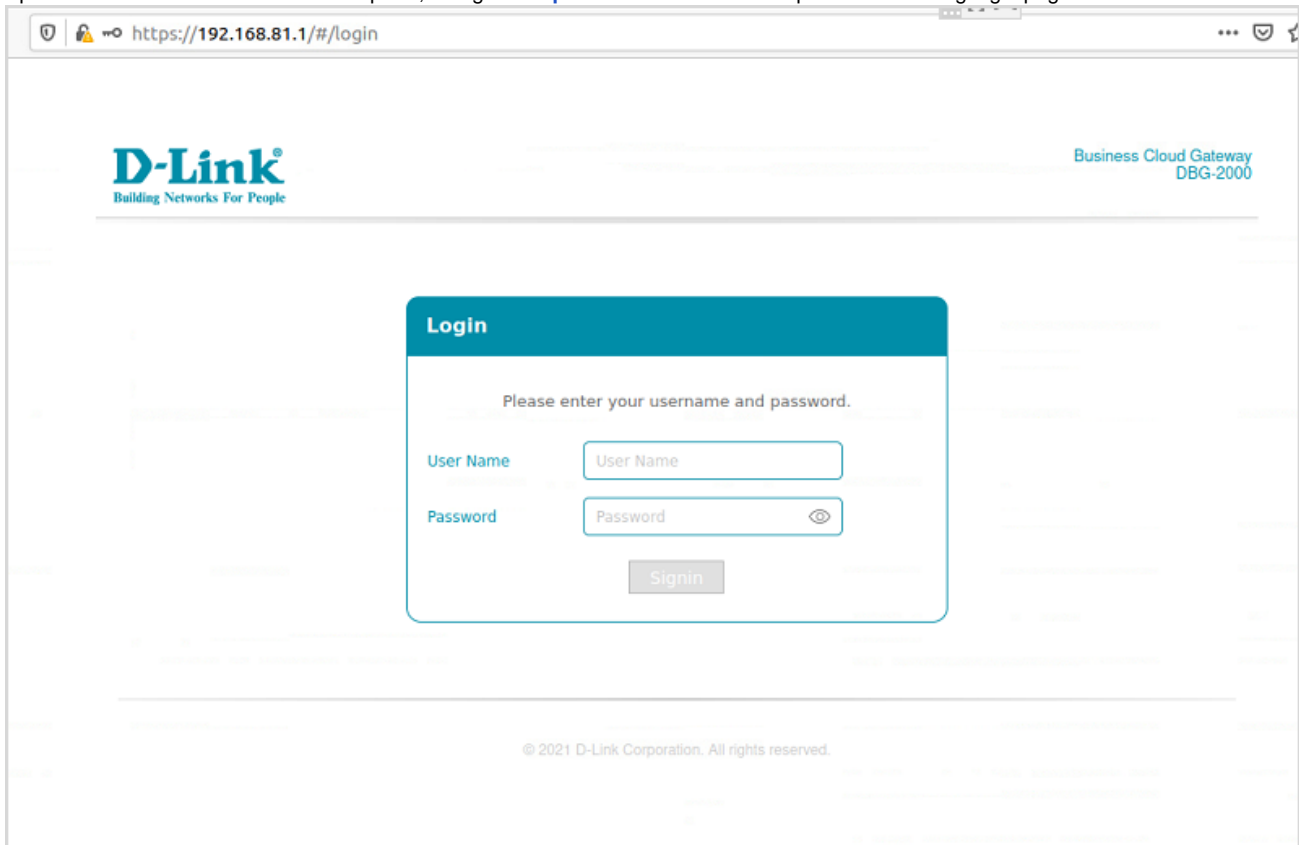 https://192.168.81.1/#/login
D-Link®
Building Networks For People
Business Cloud Gateway
DBG-2000
Login
Please enter your username and password.
User Name
User Name
Password
Password
Signin
© 2021 D-Link Corporation. All rights reserved.